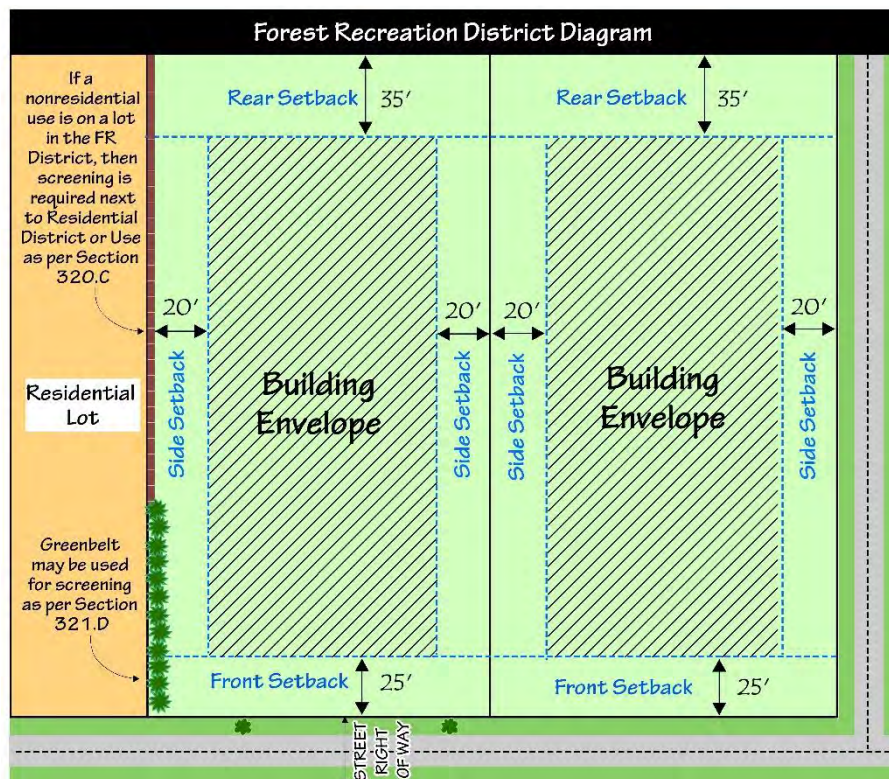 Forest Recreation District Diagram
If a
nonresidential
use is on a lot
in the FR
District, then
screening is
required next
to Residential
District or Use
as per Section
320.C
Residential
Lot
Greenbelt
may be used
for screening
as per Section
321.D
Rear Setback
35'
20'
Side Setback
Building
Envelope
20'
Side Setback
Front Setback
25'
Rear Setback
35'
20'
Side Setback
Building
Envelope
20'
Side Setback
Front Setback
25'
STREET
RIGHT
OF WAY